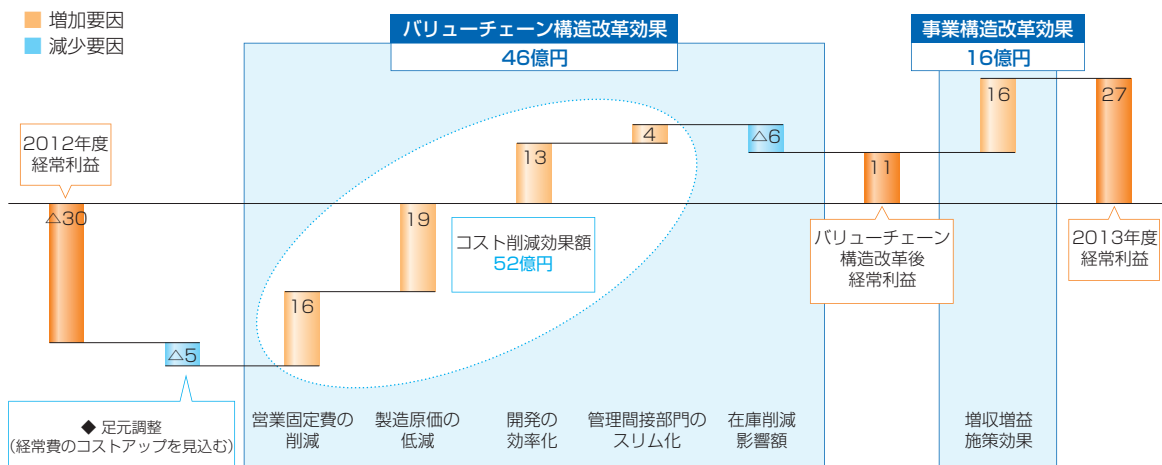 増加要因
減少要因
バリューチェーン構造改革効果
46億円
事業構造改革効果
16億円
2012年度
経常利益
△30
△5
16
19
13
4
△6
11
16
27
コスト削減効果額
52億円
バリューチェーン
構造改革後
経常利益
2013年度
経常利益
◆ 足元調整
(経常費のコストアップを見込む)
営業固定費の
削減
製造原価の
低減
開発の
効率化
管理間接部門の
スリム化
在庫削減
影響額
増収増益
施策効果